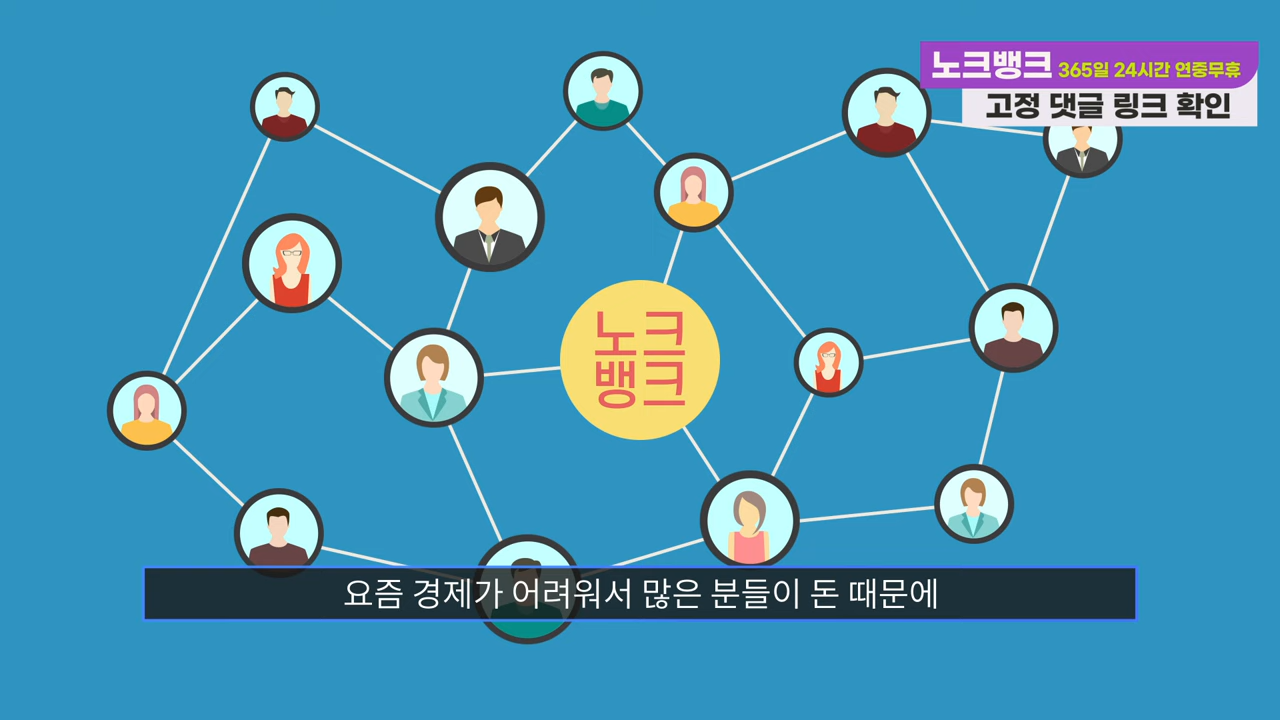 노크뱅크 365일 24시간 연중무휴
고정 댓글 링크 확인
노크
뱅크
요즘 경제가 어려워서 많은 분들이 돈 때문에